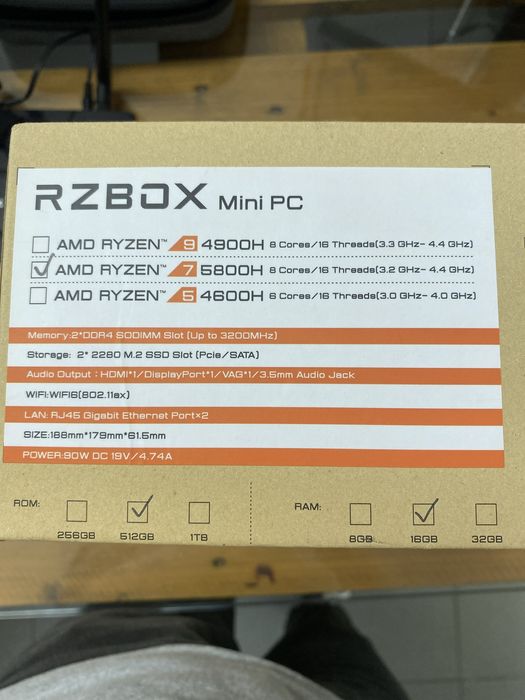 RZBOX Mini PC
AMD RYZEN™ 9 4900H 8 Cores/16 Threads(3.3 GHz- 4.4 GHz)
AMD RYZEN™ 7 5800H 8 Cores/16 Threads(3.2 GHz- 4.4 GHz)
AMD RYZEN™ 5 4600H 6 Cores/16 Threads(3.0 GHz- 4.0 GHz)
Memory:2*DDR4 SODIMM Slot (Up to 3200MHz)
Storage: 2* 2280 M.2 SSD Slot (Pcie/SATA)
Audio Output : HDMI*1/DisplayPort*1/VAG*1/3.5mm Audio Jack
WIFI:WIFI6(802.11ax)
LAN: RJ45 Gigabit Ethernet Port×2
SIZE:188mm*179mm*61.5mm
POWER:90W DC 19V/4.74A
ROM: 256GB 512GB 1TB RAM: 8GB 16GB 32GB